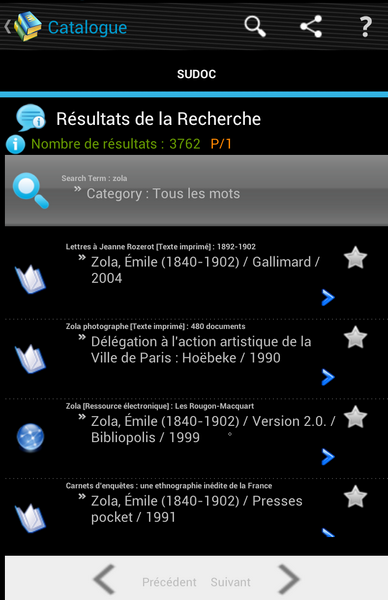 Catalogue
?
SUDOC
Résultats de la Recherche
Nombre de résultats : 3762 P/1
Search Term : zola
» Category : Tous les mots
Lettres à Jeanne Rozerot [Texte imprimé] : 1892-1902
» Zola, Émile (1840-1902) / Gallimard /
2004
Zola photographe [Texte imprimé] : 480 documents
» Délégation à l'action artistique de la
Ville de Paris : Hoëbeke / 1990
Zola [Ressource électronique] : Les Rougon-Macquart
» Zola, Émile (1840-1902) / Version 2.0. /
Bibliopolis / 1999
Carnets d'enquêtes : une ethnographie inédite de la France
» Zola, Émile (1840-1902) / Presses
pocket / 1991
Précédent Suivant